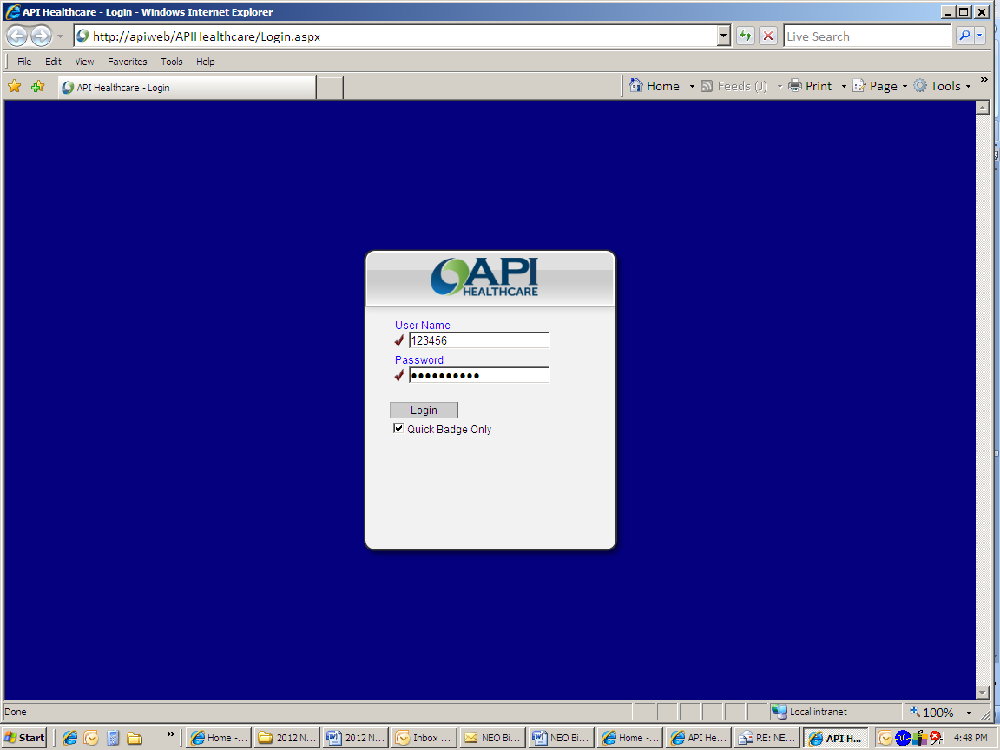 API Healthcare - Login - Windows Internet Explorer
http://apiweb/APIHealthcare/Login.aspx
Live Search
File Edit View Favorites Tools Help
API Healthcare - Login
Home Feeds (J) Print Page Tools »
API
HEALTHCARE
User Name
123456
Password
Login
Quick Badge Only
Done Local intranet 100%
Start » Home -... 2012 N... 2012 N... Inbox ... NEO Bi... NEO Bi... Home -... API He... RE: NE... API H... 4:48 PM